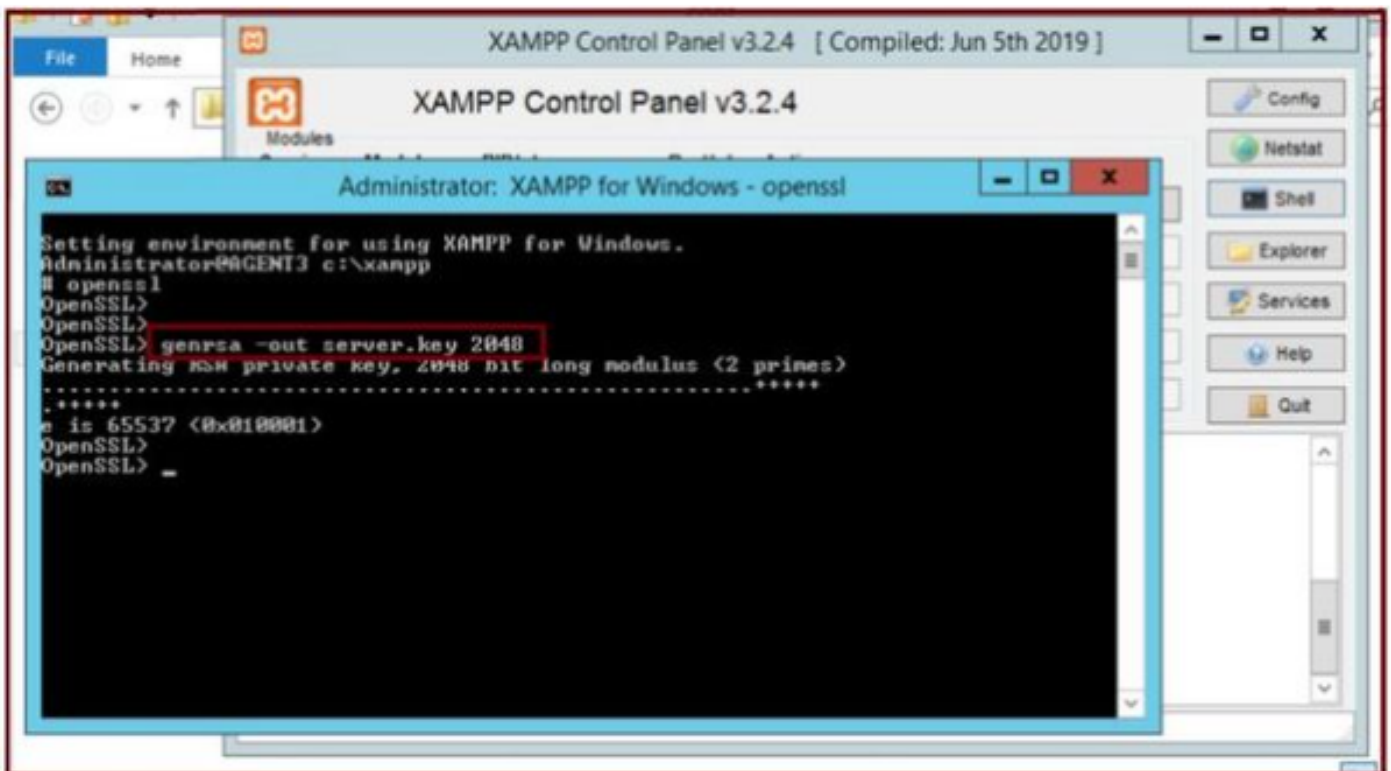 File
Home
XAMPP Control Panel v3.2.4 [ Compiled: Jun 5th 2019 ]
XAMPP Control Panel v3.2.4
Modules
Config
Netstat
Shell
Explorer
Services
Help
Quit
Administrator: XAMPP for Windows - openssl
Setting environment for using XAMPP for Windows.
Administrator@AGENT3 c:\xampp
# openssl
OpenSSL>
OpenSSL>
OpenSSL> genrsa -out server.key 2048
Generating RSA private key, 2048 bit long modulus (2 primes)
...........................................................+++++
.+++++
e is 65537 (0x010001)
OpenSSL>
OpenSSL> _